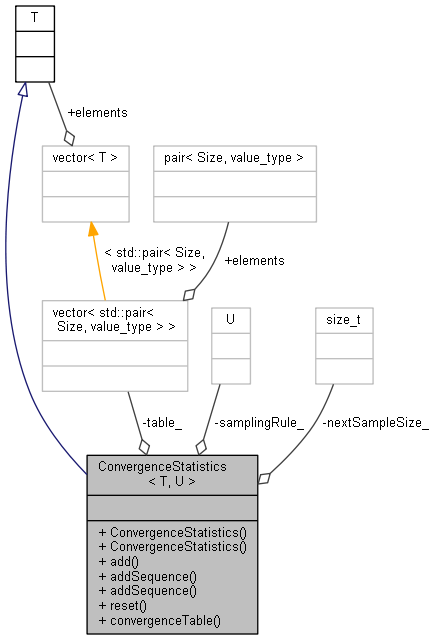 T
+elements
vector< T >
pair< Size, value_type >
< std::pair< Size,
value_type > >
+elements
vector< std::pair<
Size, value_type > >
U
size_t
-table_
-samplingRule_
-nextSampleSize_
ConvergenceStatistics
< T, U >
+ ConvergenceStatistics()
+ ConvergenceStatistics()
+ add()
+ addSequence()
+ addSequence()
+ reset()
+ convergenceTable()